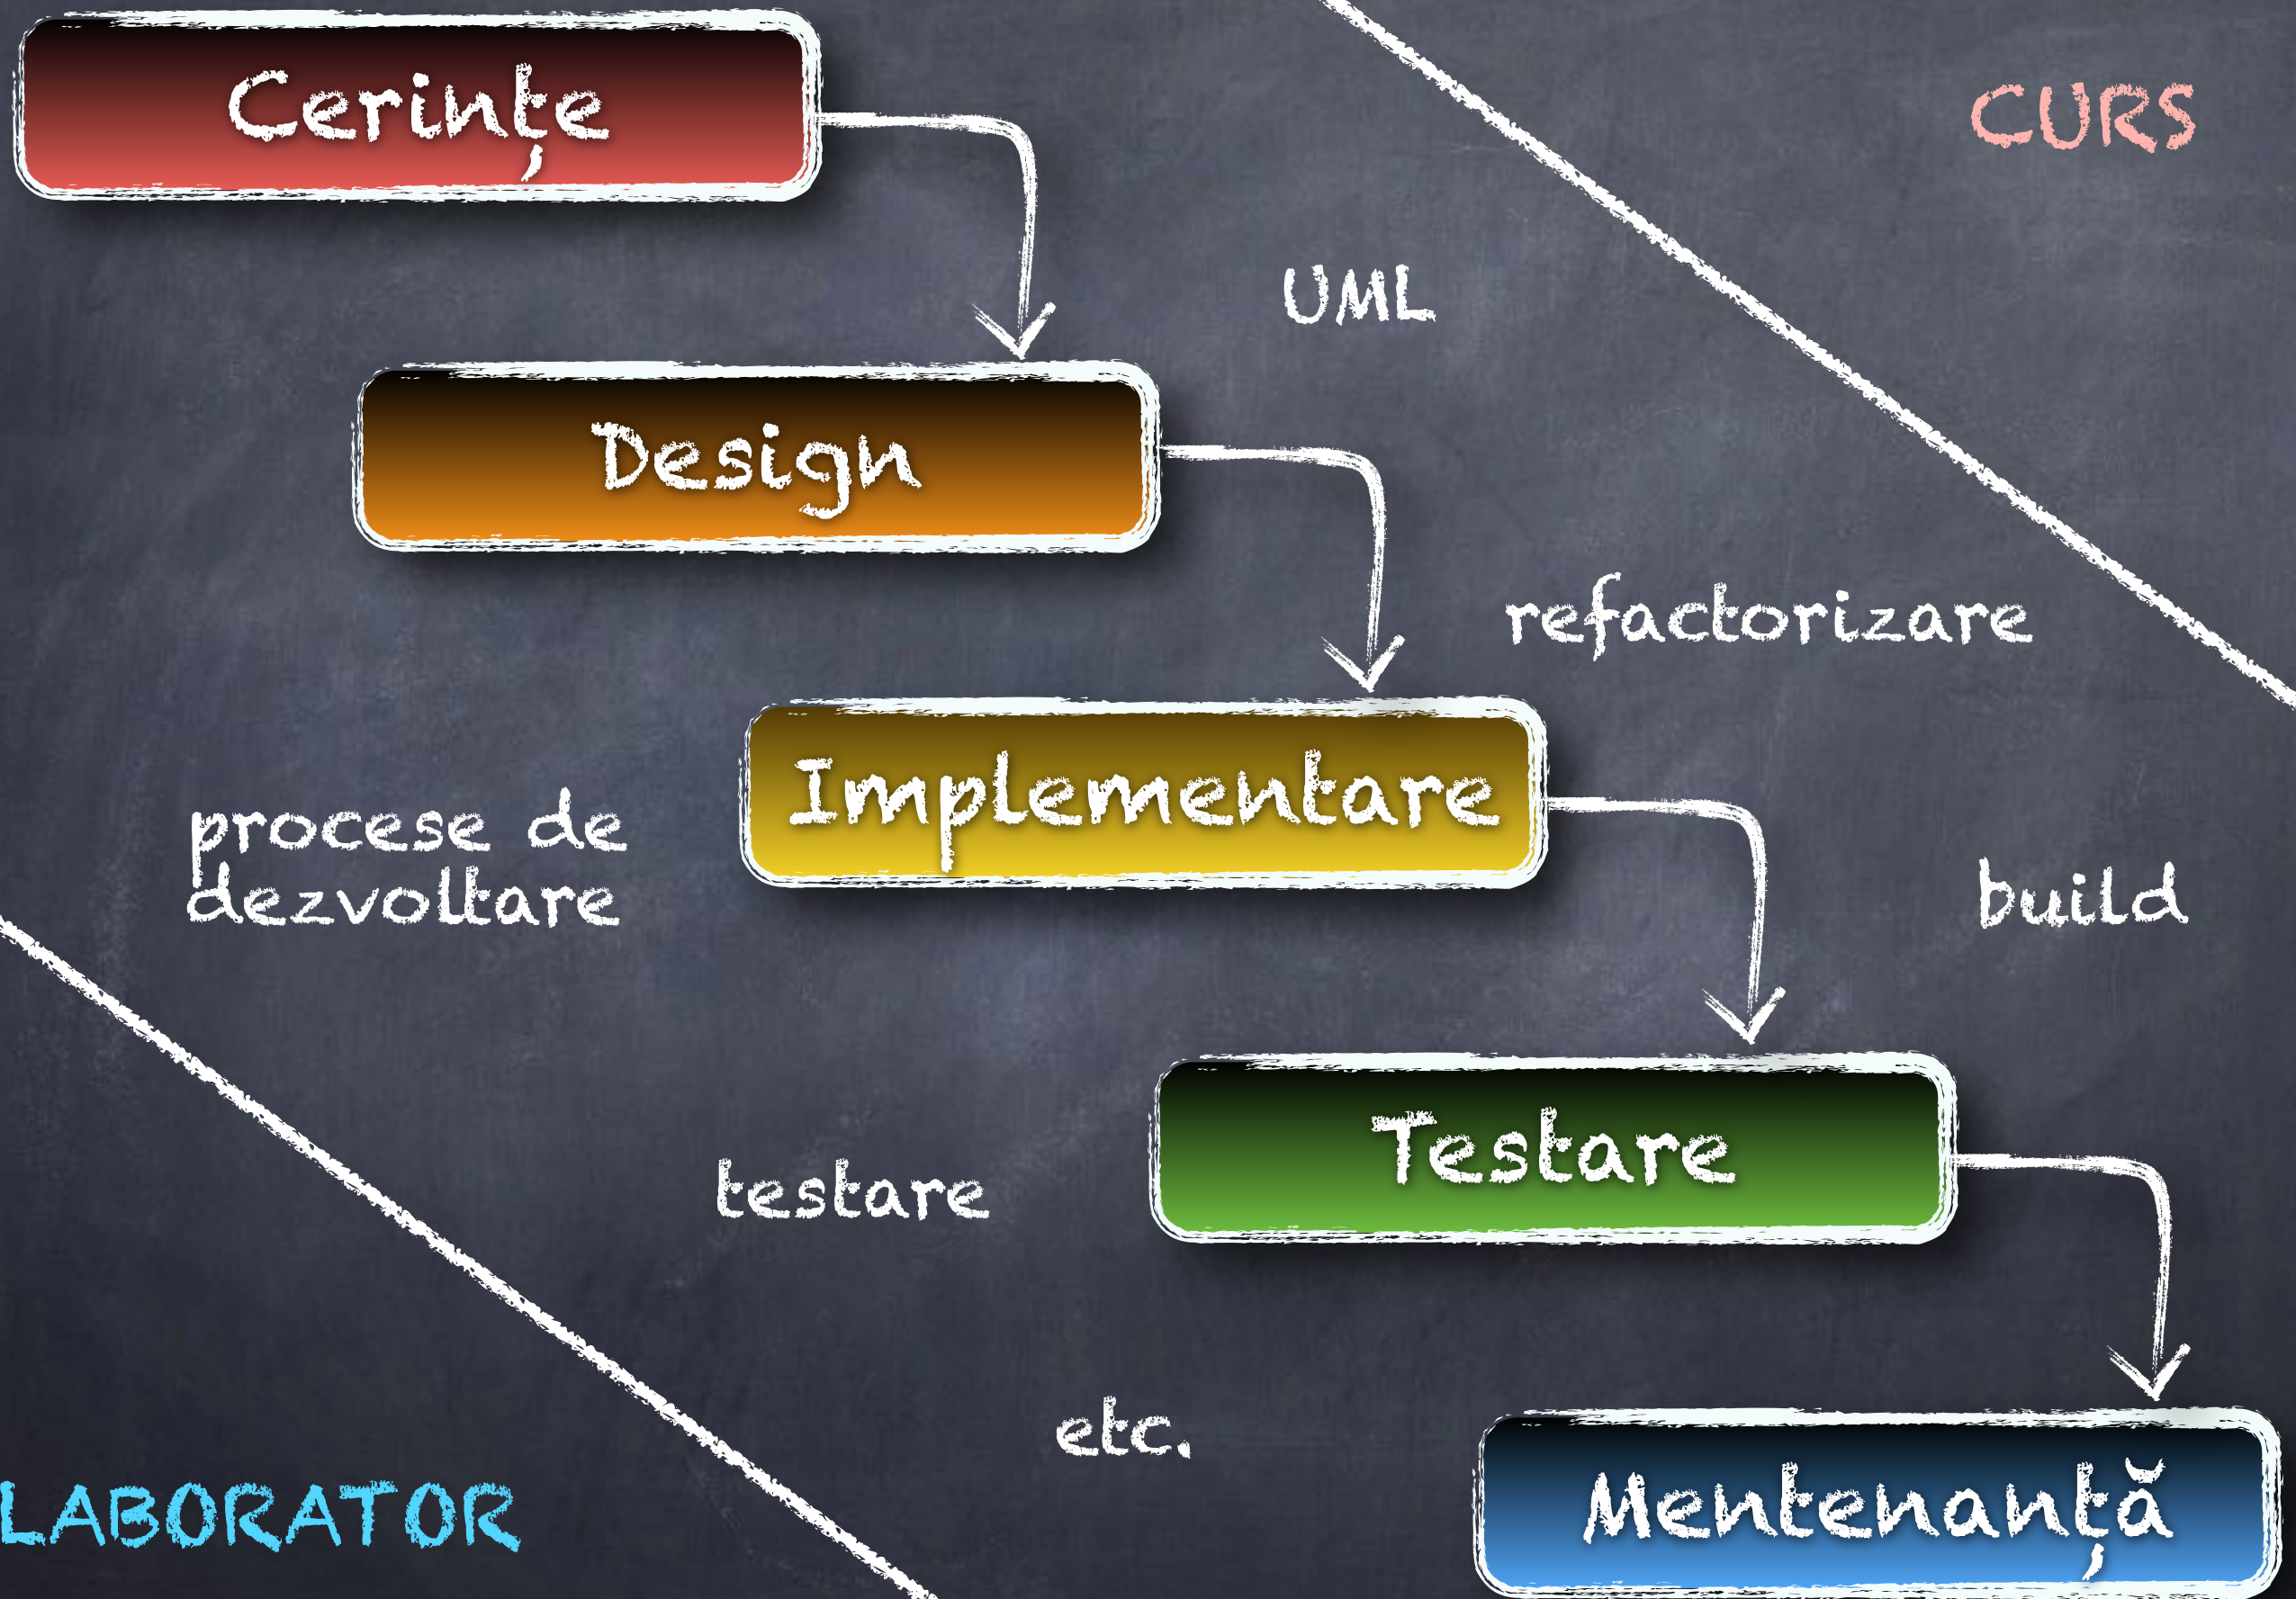 Cerințe
CURS
UML
Design
refactorizare
Implementare
procese de
dezvoltare
build
Testare
testare
etc.
LABORATOR
Mentenanță